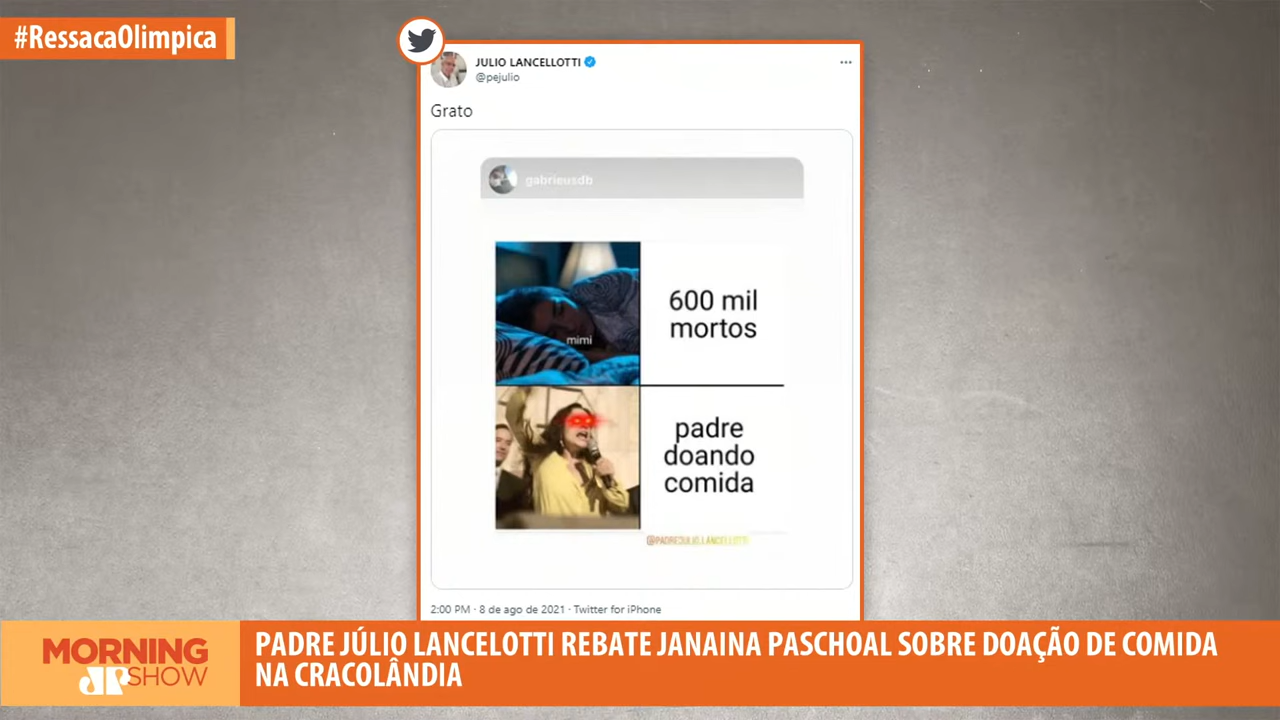 #RessacaOlimpica
JULIO LANCELLOTTI
@pejulio
Grato
gabrieusdb
mimi
600 mil
mortos
padre
doando
comida
@PADREJULIO.LANCELLOTTI
2:00 PM · 8 de ago de 2021 · Twitter for iPhone
MORNING
JP SHOW
PADRE JÚLIO LANCELOTTI REBATE JANAINA PASCHOAL SOBRE DOAÇÃO DE COMIDA
NA CRACOLÂNDIA